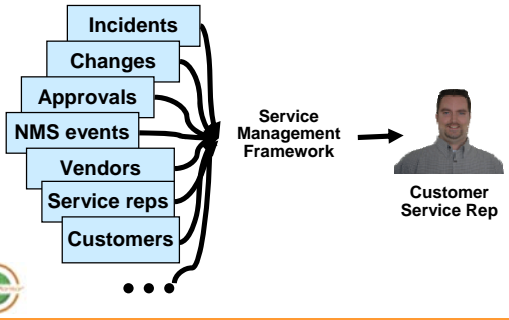 Incidents
Changes
Approvals
NMS events
Vendors
Service reps
Customers
Service
Management
Framework
Customer
Service Rep